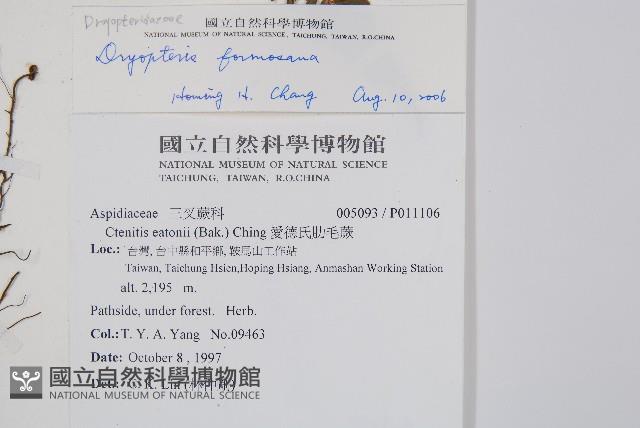 Dryopteridaceae
國立自然科學博物館
NATIONAL MUSEUM OF NATURAL SCIENCE, TAICHUNG, TAIWAN, R.O.CHINA
Dryopteris formosana
Homing H. Chang Aug. 10, 2006
國立自然科學博物館
NATIONAL MUSEUM OF NATURAL SCIENCE
TAICHUNG, TAIWAN, R.O.CHINA
Aspidiaceae 三叉蕨科 005093 / P011106
Ctenitis eatonii (Bak.) Ching 愛德氏肋毛蕨
Loc.: 台灣, 台中縣和平鄉, 鞍馬山工作站
Taiwan, Taichung Hsien,Hoping Hsiang, Anmashan Working Station
alt. 2,195 m.
Pathside, under forest. Herb.
Col.: T. Y. A. Yang No.09463
Date: October 8 , 1997
Det.:
國立自然科學博物館
NATIONAL MUSEUM OF NATURAL SCIENCE